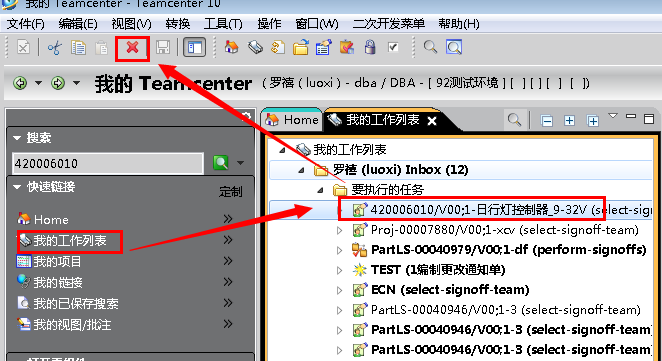 我的 Teamcenter - Teamcenter 10
文件(F) 编辑(E) 视图(V) 转换 工具(T) 操作 窗口(W) 二次开发菜单 帮助(H)
我的 Teamcenter ( 罗禧 ( luoxi ) - dba / DBA - [ 92测试环境 ] [ ] [ ] [ ] [ ])
搜索
420006010
快速链接 定制
Home
我的工作列表
我的项目
我的链接
我的已保存搜索
我的视图/批注
Home 我的工作列表
我的工作列表
罗禧 (luoxi) Inbox (12)
要执行的任务
420006010/V00;1-日行灯控制器_9-32V (select-sign
Proj-00007880/V00;1-xcv (select-signoff-team)
PartLS-00040979/V00;1-df (perform-signoffs)
TEST (1编制更改通知单)
ECN (select-signoff-team)
PartLS-00040946/V00;1-3 (select-signoff-team)
PartLS-00040946/V00;1-3 (select-signoff-team)
PartLS-00040946/V00;1-3 (select-signoff-team)